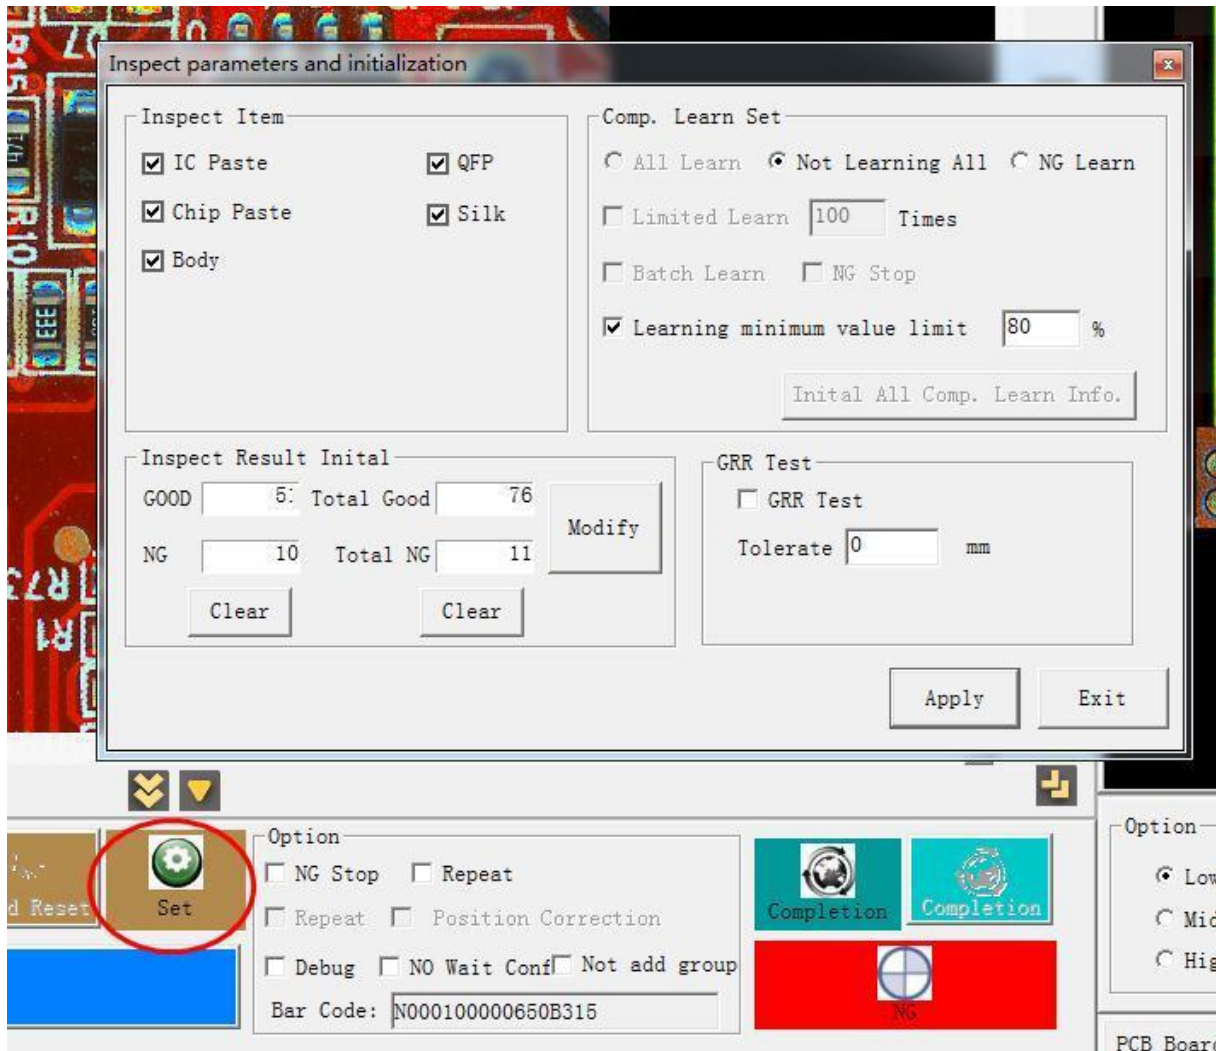 Inspect parameters and initialization
Inspect Item
IC Paste
QFP
Chip Paste
Silk
Body
Comp. Learn Set
All Learn
Not Learning All
NG Learn
Limited Learn
100
Times
Batch Learn
NG Stop
Learning minimum value limit
80
%
Inital All Comp. Learn Info.
Inspect Result Inital
GOOD
Total Good
76
NG
10
Total NG
11
Modify
Clear
Clear
GRR Test
GRR Test
Tolerate
0
mm
Apply
Exit
R10
R1
Reset
Set
Option
NG Stop
Repeat
Repeat
Position Correction
Debug
NO Wait Conf
Not add group
Bar Code:
N000100000650B315
Completion
Completion
NG
Option
PCB